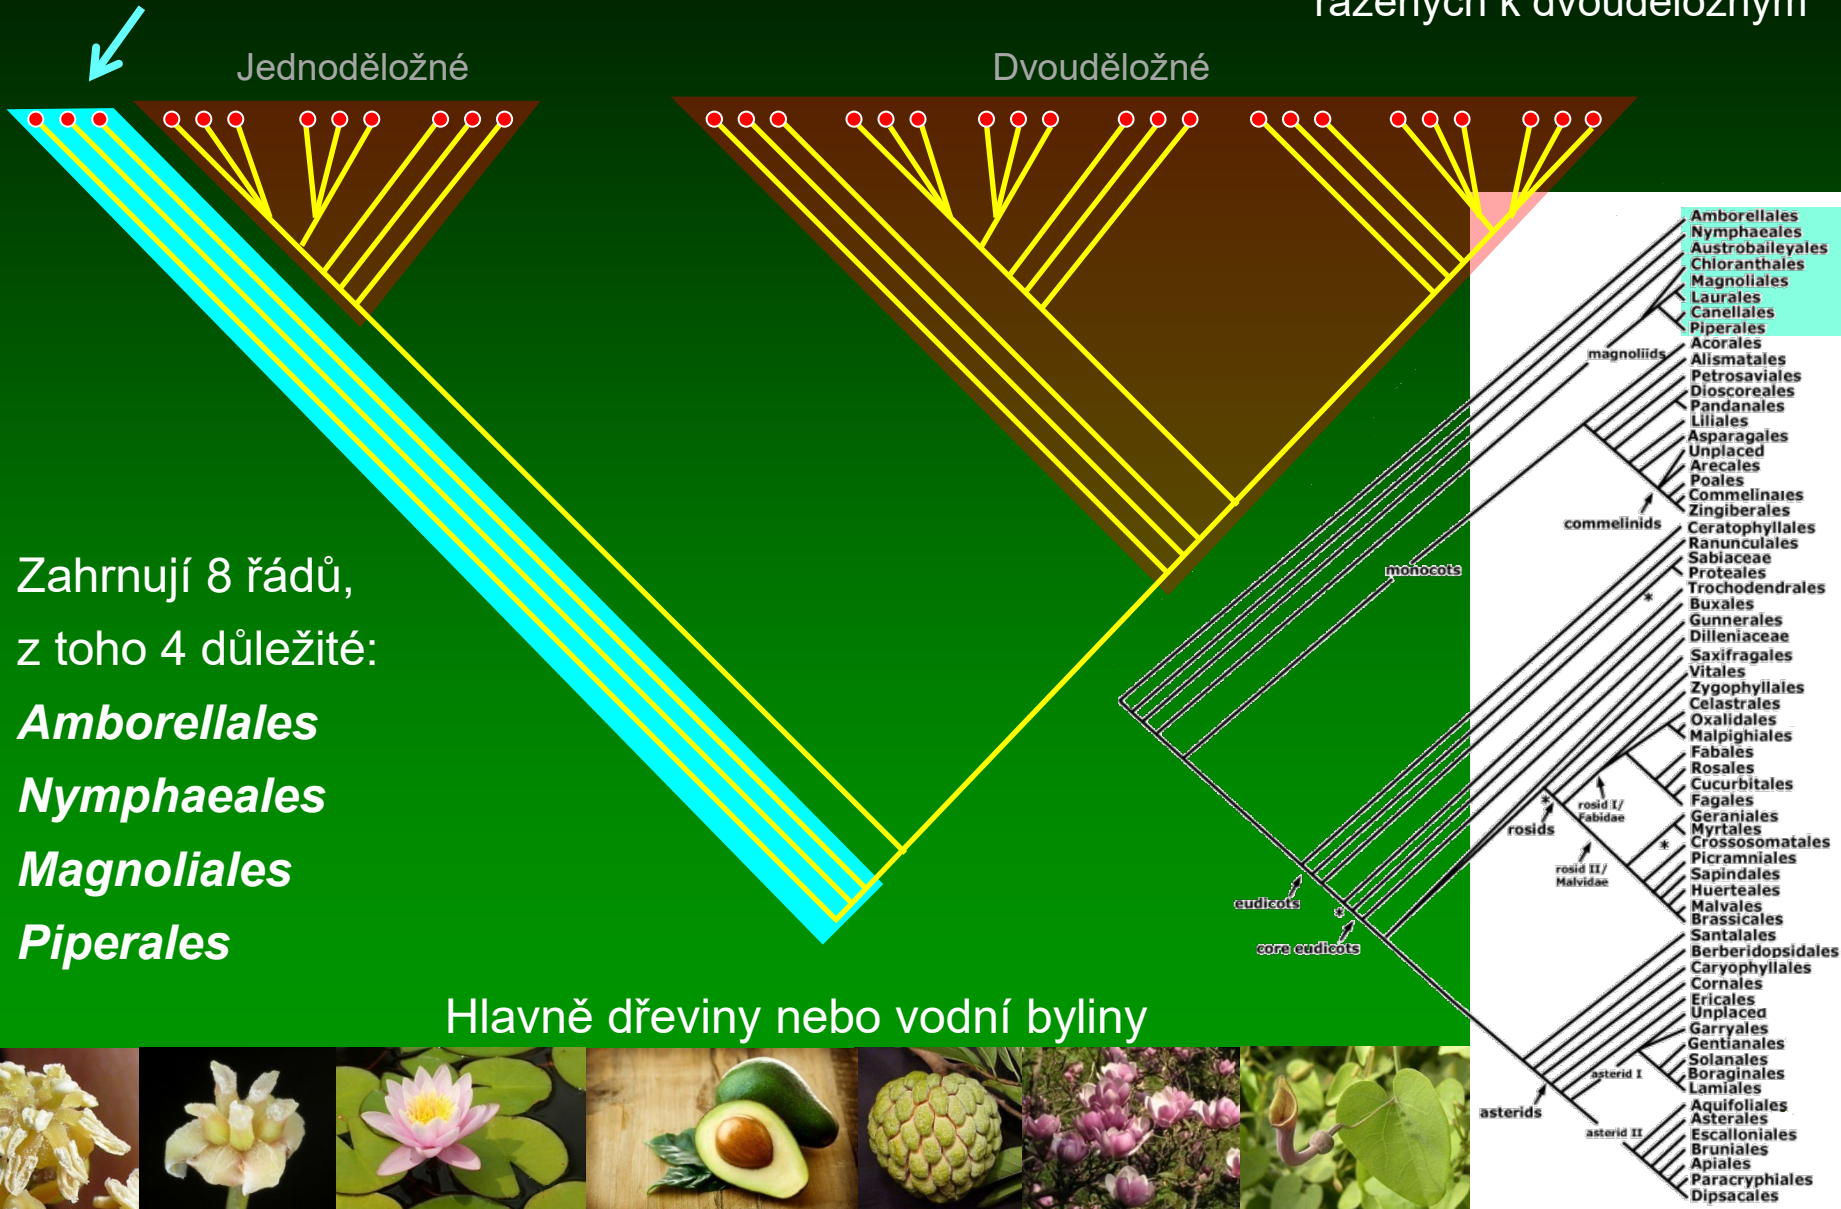 řazených k dvouděložným
Jednoděložné
Dvouděložné
Zahrnují 8 řádů,
z toho 4 důležité:
Amborellales
Nymphaeales
Magnoliales
Piperales
Hlavně dřeviny nebo vodní byliny
Amborellales
Nymphaeales
Austrobaileyales
Chloranthales
Magnoliales
Laurales
Canellales
Piperales
magnoliids
Acorales
Alismatales
Petrosaviales
Dioscoreales
Pandanales
Liliales
Asparagales
Unplaced
Arecales
Poales
Commelinales
Zingiberales
commelinids
monocots
Ceratophyllales
Ranunculales
Sabiaceae
Proteales
Trochodendrales
*
Buxales
Gunnerales
Dilleniaceae
Saxifragales
Vitales
Zygophyllales
Celastrales
Oxalidales
Malpighiales
Fabales
Rosales
Cucurbitales
Fagales
*
rosid I/
Fabidae
rosids
Geraniales
Myrtales
Crossosomatales
*
Picramniales
Sapindales
Huerteales
Malvales
Brassicales
rosid II/
Malvidae
eudicots
*
core eudicots
Santalales
Berberidopsidales
Caryophyllales
Cornales
Ericales
Unplaced
Garryales
Gentianales
Solanales
Boraginales
Lamiales
asterid I
asterids
Aquifoliales
Asterales
Escalloniales
Bruniales
Apiales
Paracryphiales
Dipsacales
asterid II